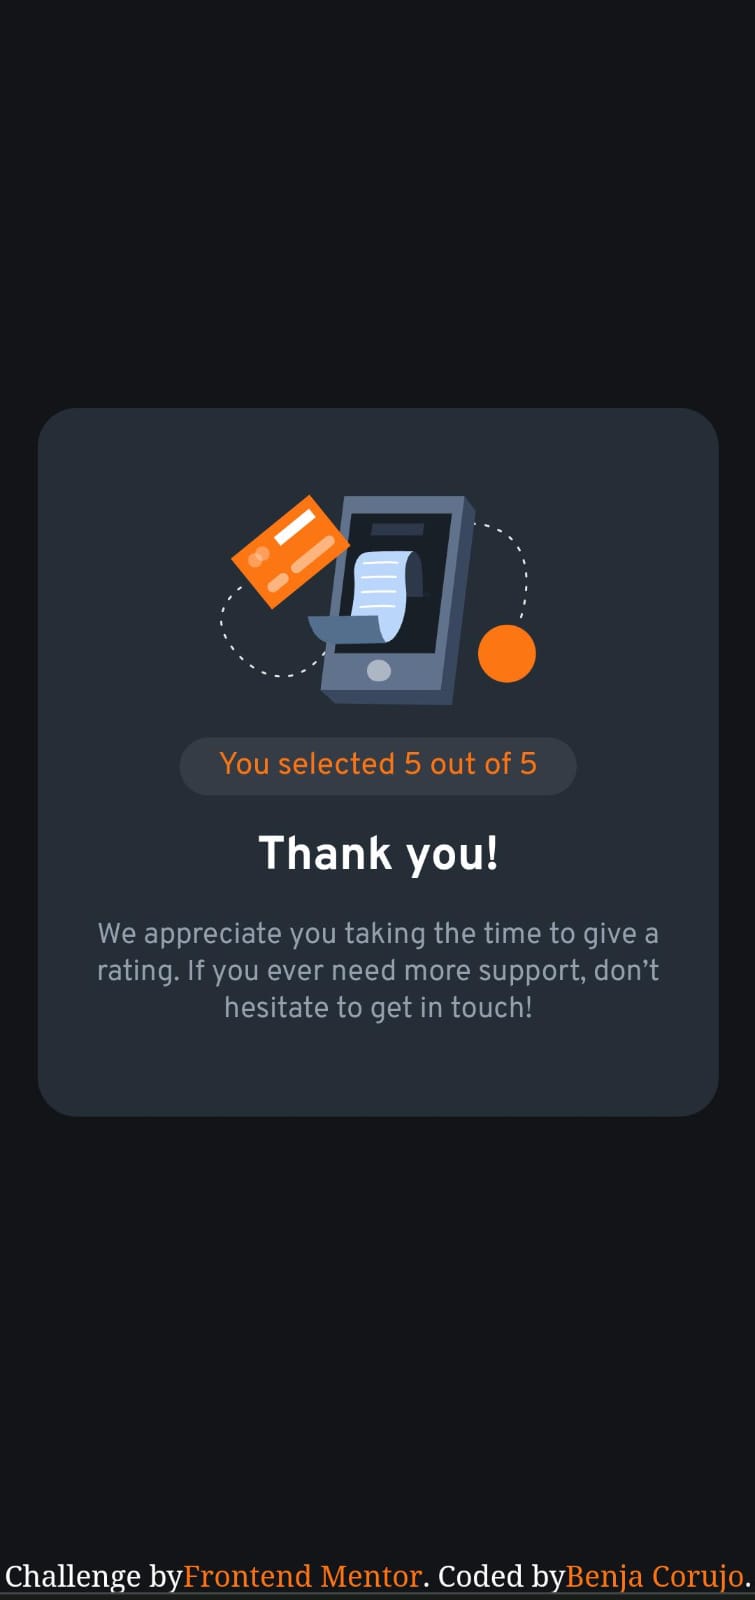 You selected 5 out of 5
Thank you!
We appreciate you taking the time to give a
rating. If you ever need more support, don’t
hesitate to get in touch!
Challenge byFrontend Mentor. Coded byBenja Corujo.